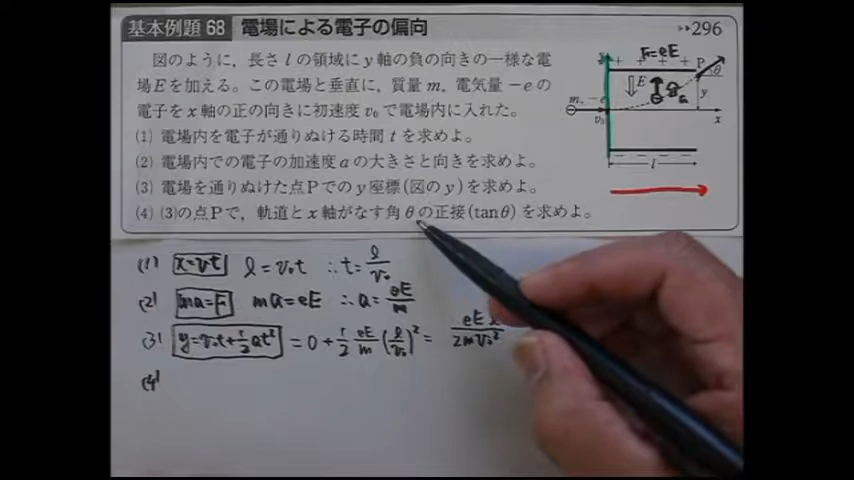 基本例題 68 電場による電子の偏向 ››296
図のように，長さ l の領域に y 軸の負の向きの一様な電
場Eを加える。この電場と垂直に，質量 m，電気量 −e の
電子を x 軸の正の向きに初速度 v₀ で電場内に入れた。
(1) 電場内を電子が通りぬける時間 t を求めよ。
(2) 電場内での電子の加速度 a の大きさと向きを求めよ。
(3) 電場を通りぬけた点Pでの y 座標(図の y)を求めよ。
(4) (3)の点Pで，軌道と x 軸がなす角 θ の正接(tanθ)を求めよ。
F=eE
y + + + + P θ
E a y
m, −e
v₀ x
− − − −
l
(1) x=vt l=v₀t ∴t=l/v₀
(2) ma=F ma=eE ∴a=eE/m
(3) y=v₀t+½at² =0+½ eE/m (l/v₀)² = eEl/2mv₀²
(4)